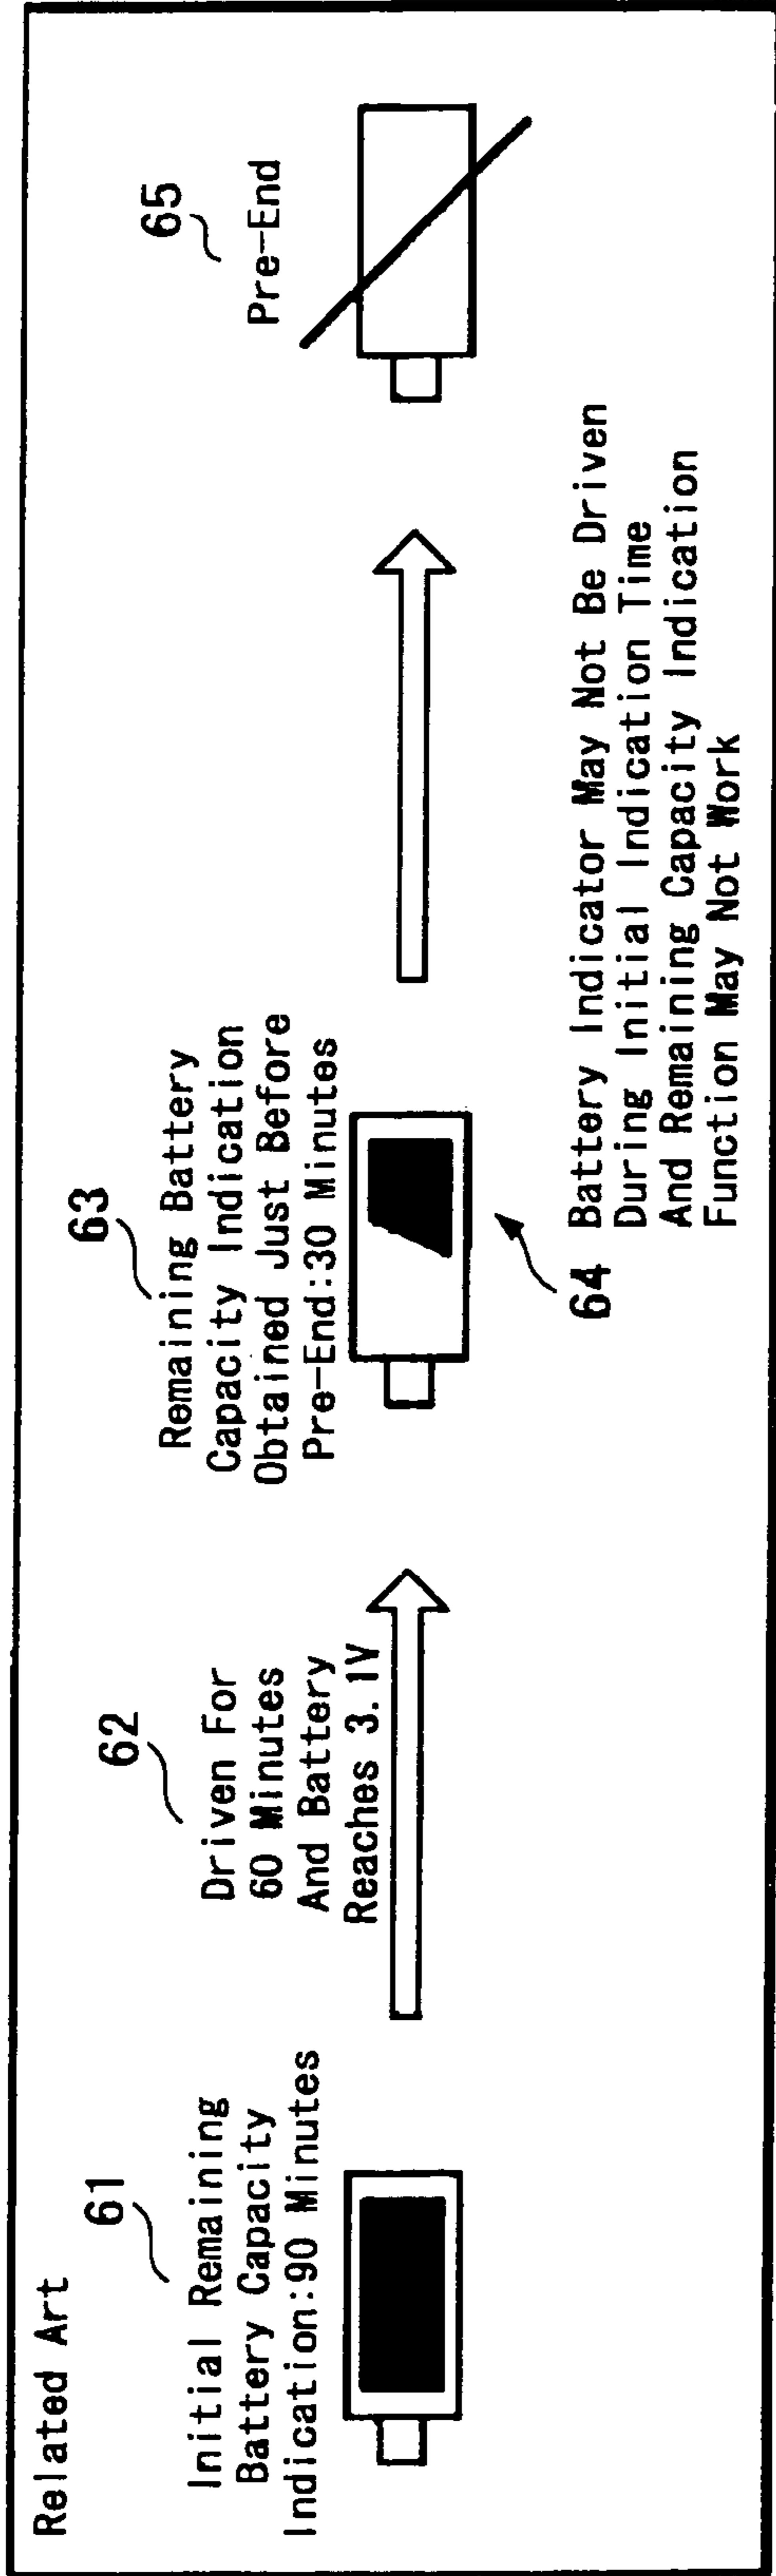 Related Art
61
Initial Remaining
Battery Capacity
Indication:90 Minutes
62
Driven For
60 Minutes
And Battery
Reaches 3.1V
63
Remaining Battery
Capacity Indication
Obtained Just Before
Pre-End:30 Minutes
64 Battery Indicator May Not Be Driven
During Initial Indication Time
And Remaining Capacity Indication
Function May Not Work
65
Pre-End